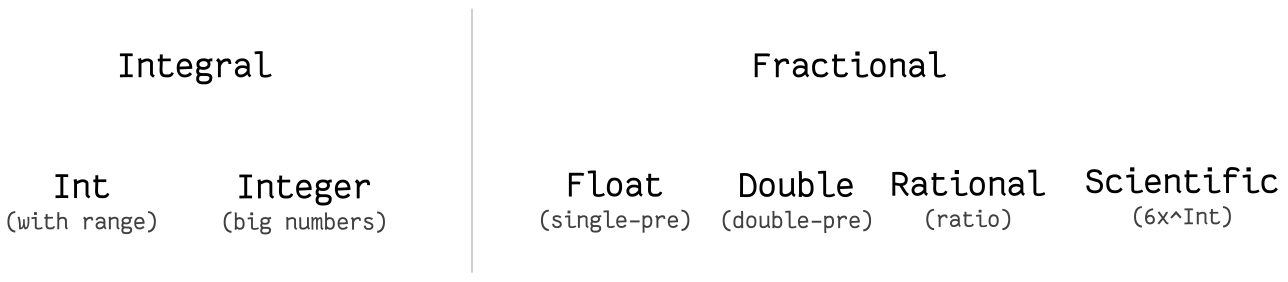 Integral Fractional
Int Integer Float Double Rational Scientific
(with range) (big numbers) (single-pre) (double-pre) (ratio) (6x^Int)